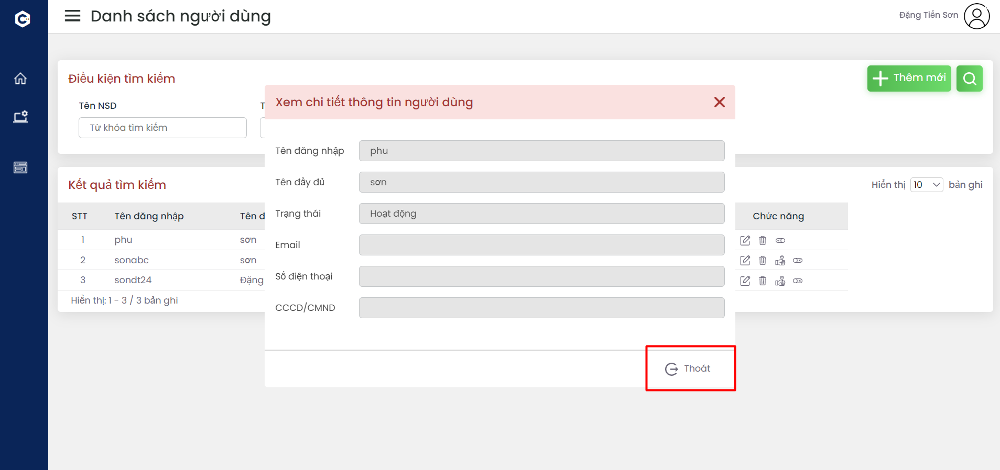 Danh sách người dùng
Đặng Tiến Sơn
Điều kiện tìm kiếm
Thêm mới
Tên NSD
T
Từ khóa tìm kiếm
Xem chi tiết thông tin người dùng
Tên đăng nhập
phu
Tên đầy đủ
sơn
Trạng thái
Hoạt động
Email
Số điện thoại
CCCD/CMND
Thoát
Kết quả tìm kiếm
Hiển thị 10 bản ghi
STT Tên đăng nhập Tên đ Chức năng
1 phu sơn
2 sonabc sơn
3 sondt24 Đặng
Hiển thị: 1 - 3 / 3 bản ghi